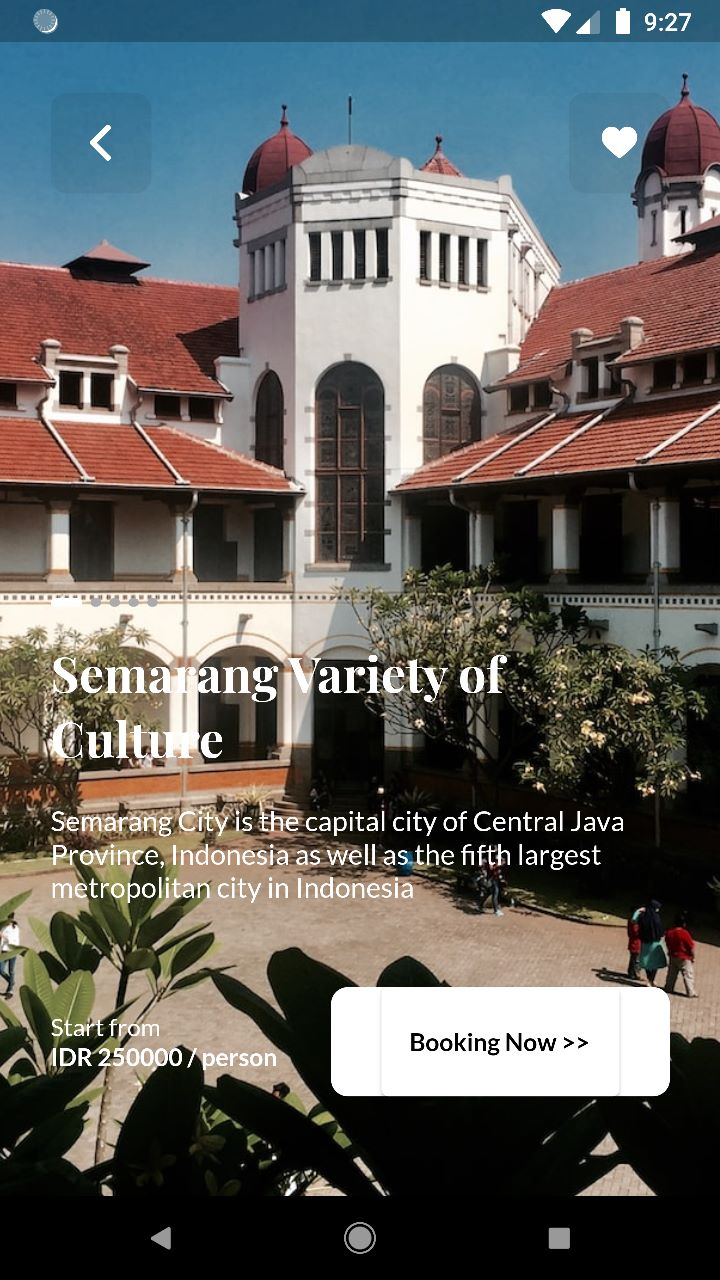 9:27
Semarang Variety of
Culture
Semarang City is the capital city of Central Java
Province, Indonesia as well as the fifth largest
metropolitan city in Indonesia
Start from
IDR 250000 / person
Booking Now >>